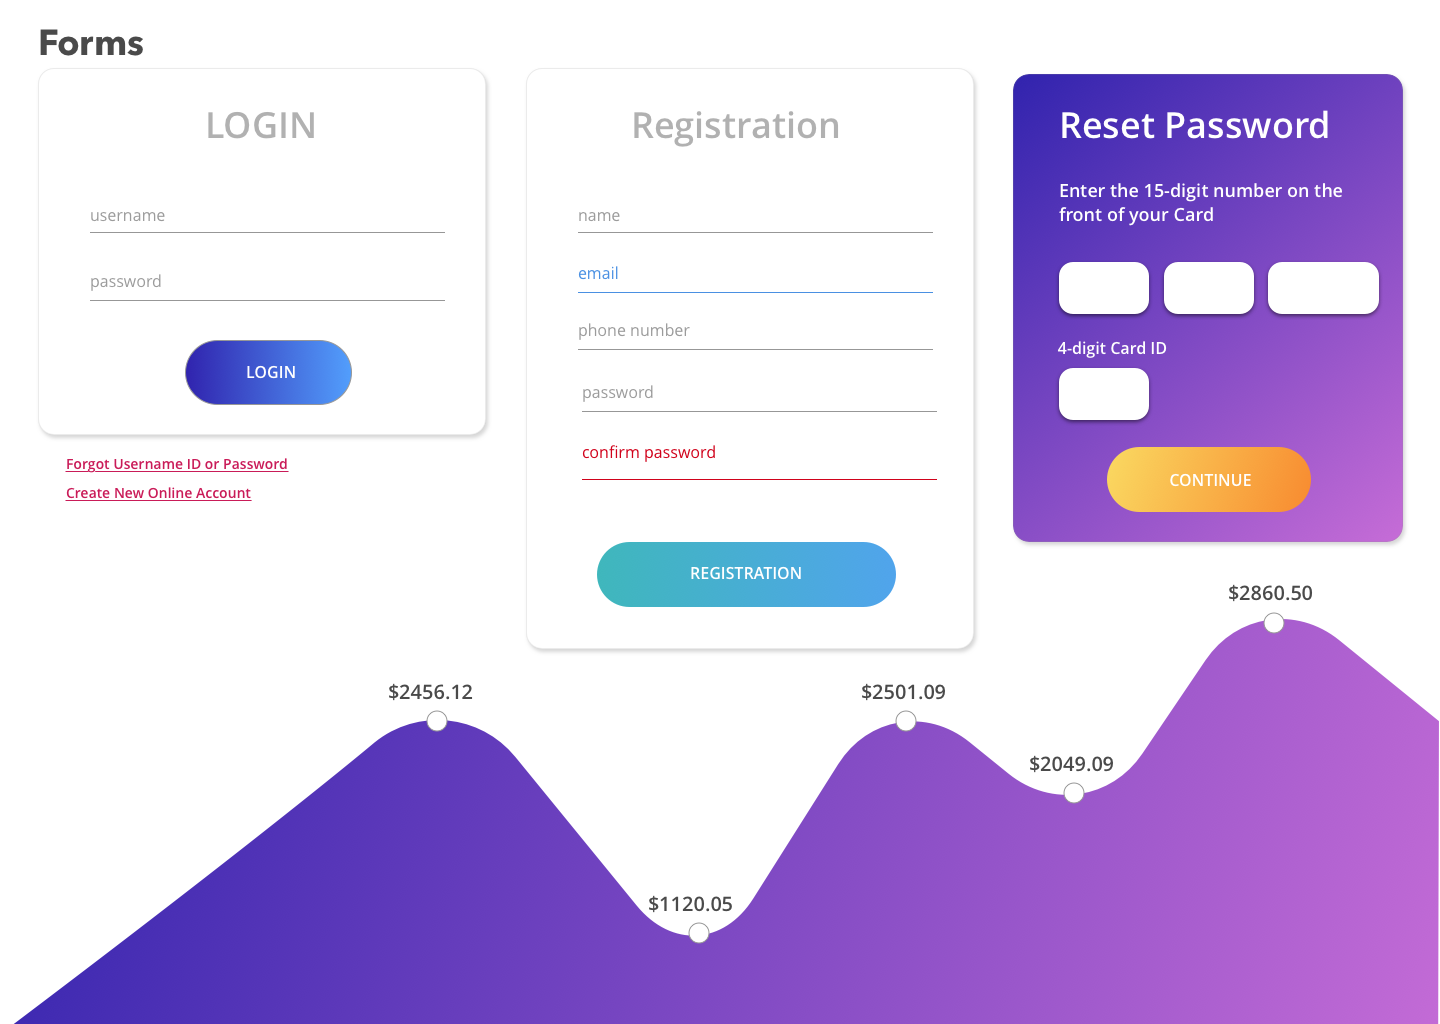 Forms
LOGIN
username
password
LOGIN
Forgot Username ID or Password
Create New Online Account
Registration
name
email
phone number
password
confirm password
REGISTRATION
Reset Password
Enter the 15-digit number on the
front of your Card
4-digit Card ID
CONTINUE
$2456.12
$1120.05
$2501.09
$2049.09
$2860.50